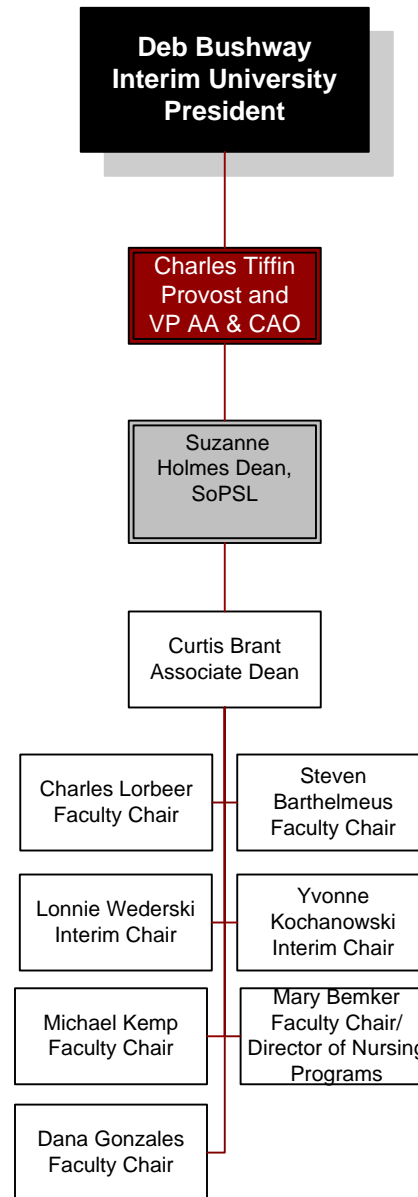 Deb Bushway
Interim University
President
Charles Tiffin
Provost and
VP AA & CAO
Suzanne
Holmes Dean,
SoPSL
Curtis Brant
Associate Dean
Charles Lorbeer
Faculty Chair
Steven
Barthelmeus
Faculty Chair
Lonnie Wederski
Interim Chair
Yvonne
Kochanowski
Interim Chair
Michael Kemp
Faculty Chair
Mary Bemker
Faculty Chair/
Director of Nursing
Programs
Dana Gonzales
Faculty Chair